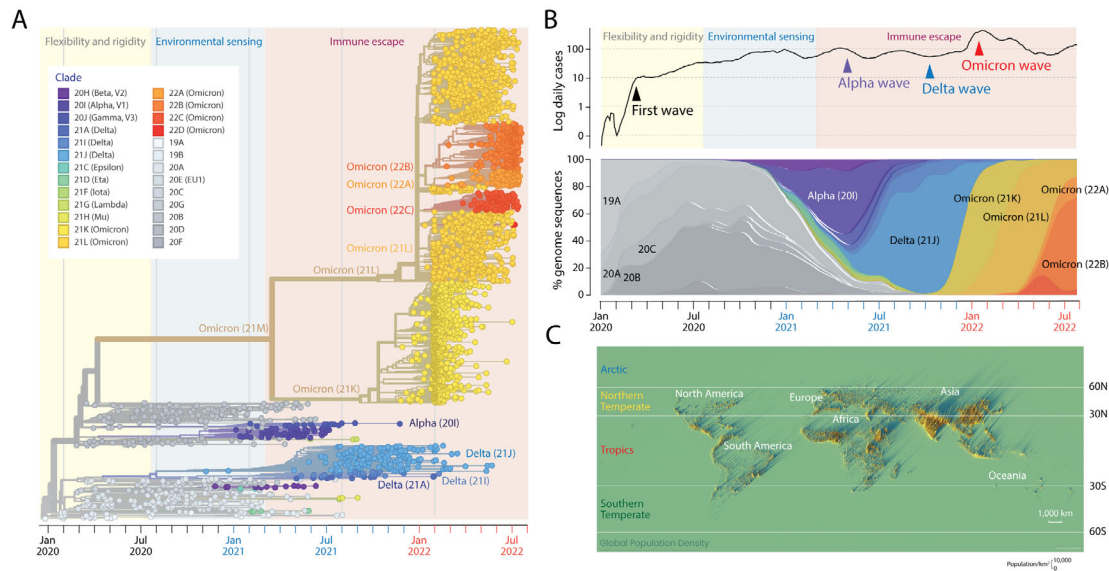 A
Flexibility and rigidity
Environmental sensing
Immune escape
Clade
20H (Beta, V2)
20I (Alpha, V1)
20J (Gamma, V3)
21A (Delta)
21I (Delta)
21J (Delta)
21C (Epsilon)
21D (Eta)
21F (Iota)
21G (Lambda)
21H (Mu)
21K (Omicron)
21L (Omicron)
22A (Omicron)
22B (Omicron)
22C (Omicron)
22D (Omicron)
19A
19B
20A
20E (EU1)
20C
20G
20B
20D
20F
Omicron (22B)
Omicron (22A)
Omicron (22C)
Omicron (21L)
Omicron (21L)
Omicron (21M)
Omicron (21K)
Alpha (20I)
Delta (21J)
Delta (21I)
Delta (21A)
Jan 2020
Jul 2020
Jan 2021
Jul 2021
Jan 2022
Jul 2022
B
Flexibility and rigidity
Environmental sensing
Immune escape
Log daily cases
100
10
1
0
First wave
Alpha wave
Delta wave
Omicron wave
% genome sequences
100
80
60
40
20
0
19A
20A
20B
20C
Alpha (20I)
Delta (21J)
Omicron (21K)
Omicron (21L)
Omicron (22A)
Omicron (22B)
Jan 2020
Jul 2020
Jan 2021
Jul 2021
Jan 2022
Jul 2022
C
Arctic
Northern Temperate
Tropics
Southern Temperate
North America
Europe
Asia
Africa
South America
Oceania
60N
30N
30S
60S
1,000 km
Global Population Density
Population/km² 10,000
0